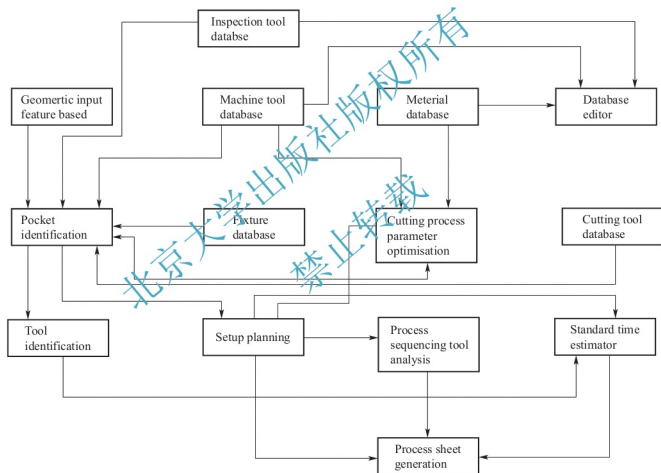 Inspection tool
databse
Geomertic input
feature based
Machine tool
database
Meterial
database
Database
editor
Pocket
identification
Fixture
database
Cutting process
parameter
optimisation
Cutting tool
database
Tool
identification
Setup planning
Process
sequencing tool
analysis
Standard time
estimator
Process sheet
generation
北京大学出版社版权所有
禁止转载